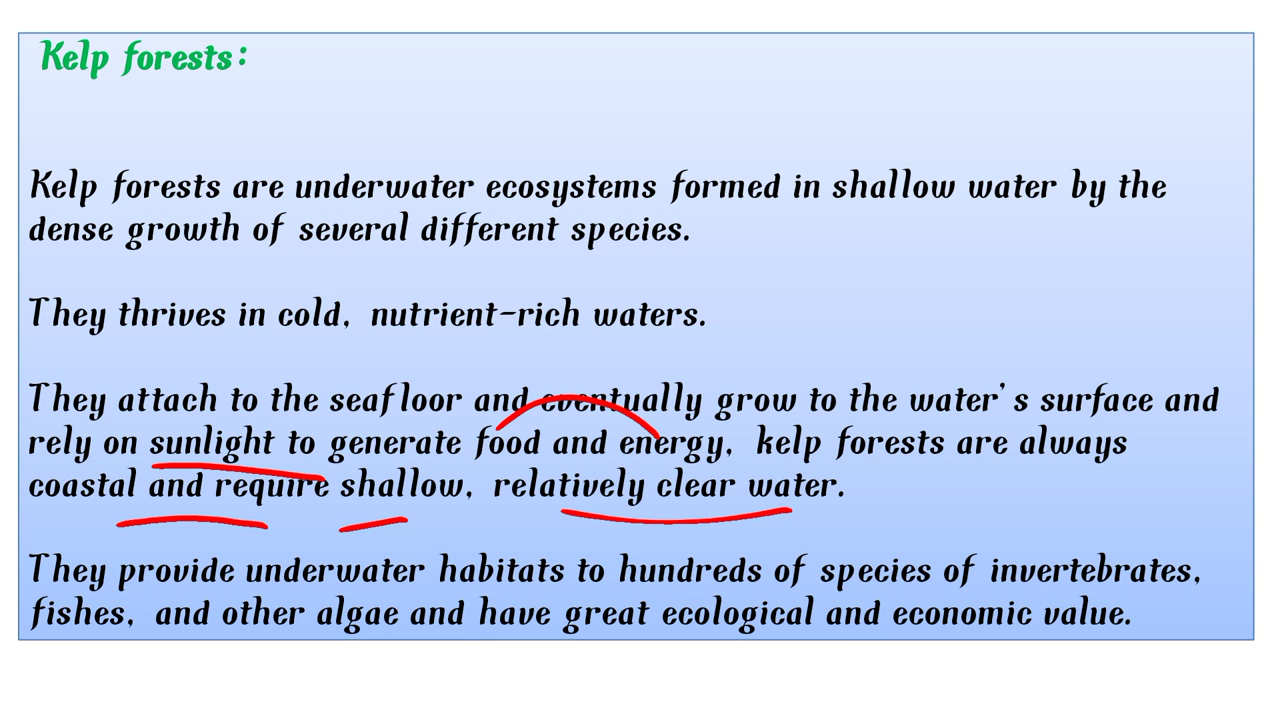 Kelp forests:
Kelp forests are underwater ecosystems formed in shallow water by the
dense growth of several different species.
They thrives in cold, nutrient-rich waters.
They attach to the seafloor and eventually grow to the water's surface and
rely on sunlight to generate food and energy, kelp forests are always
coastal and require shallow, relatively clear water.
They provide underwater habitats to hundreds of species of invertebrates,
fishes, and other algae and have great ecological and economic value.